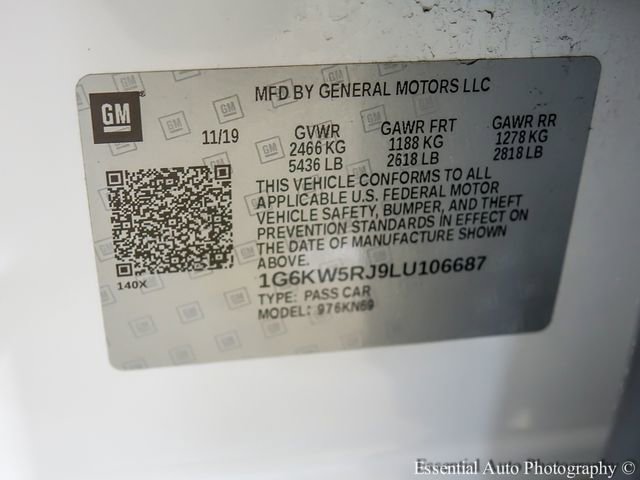 GM
MFD BY GENERAL MOTORS LLC
11/19 GVWR GAWR FRT GAWR RR
2466 KG 1188 KG 1278 KG
5436 LB 2618 LB 2818 LB
THIS VEHICLE CONFORMS TO ALL
APPLICABLE U.S. FEDERAL MOTOR
VEHICLE SAFETY, BUMPER, AND THEFT
PREVENTION STANDARDS IN EFFECT ON
THE DATE OF MANUFACTURE SHOWN
ABOVE.
1G6KW5RJ9LU106687
140X
TYPE: PASS CAR
MODEL: 976KN69
Essential Auto Photography ©